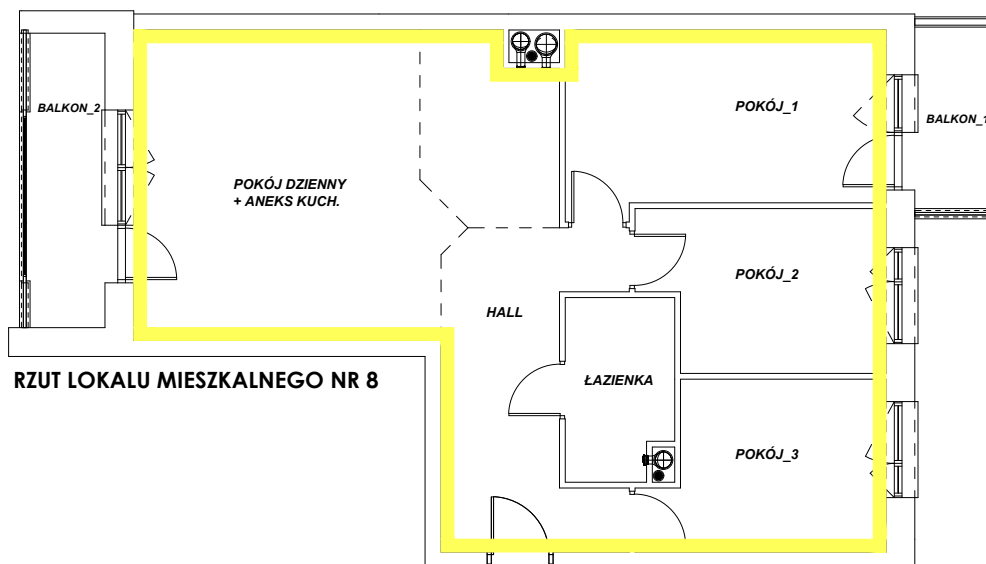 BALKON_2
POKÓJ_1
BALKON_1
POKÓJ DZIENNY
+ ANEKS KUCH.
POKÓJ_2
HALL
ŁAZIENKA
RZUT LOKALU MIESZKALNEGO NR 8
POKÓJ_3